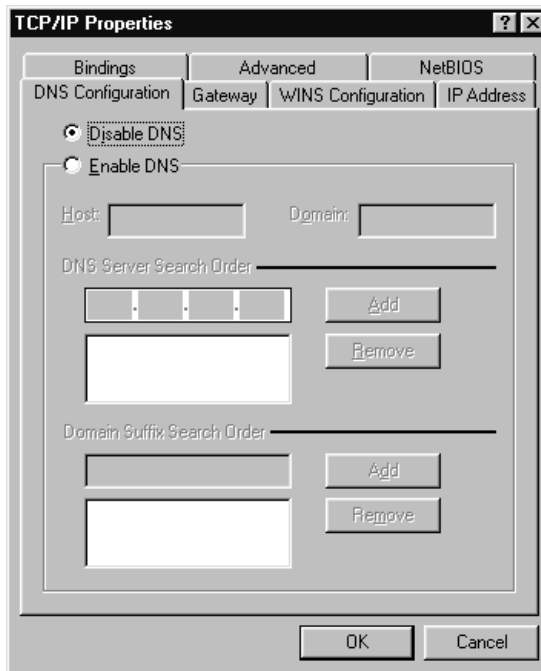 TCP/IP Properties ? ×
Bindings Advanced NetBIOS
DNS Configuration Gateway WINS Configuration IP Address
Disable DNS
Enable DNS
Host: Domain:
DNS Server Search Order
. . . Add
Remove
Domain Suffix Search Order
Add
Remove
OK Cancel